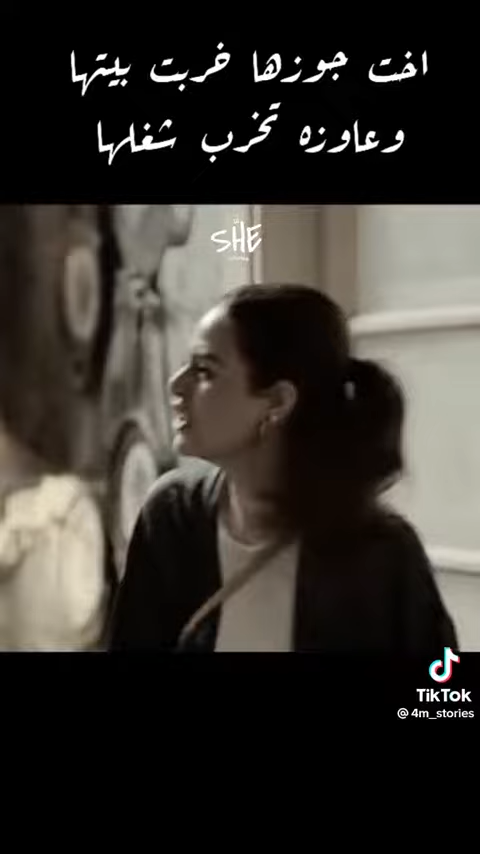 اخت جوزها خربت بيتها
وعاوزه تخرب شغلها
SHE
TikTok
@4m_stories